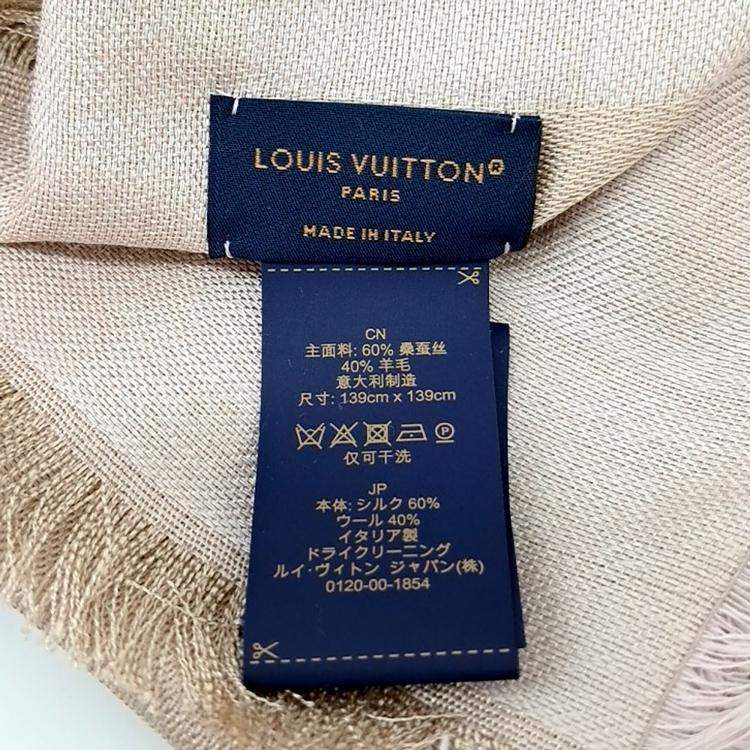 LOUIS VUITTON®
PARIS
MADE IN ITALY
CN
主面料: 60% 桑蚕丝
40% 羊毛
意大利制造
尺寸: 139cm x 139cm
P
仅可干洗
JP
本体: シルク 60%
ウール 40%
イタリア製
ドライクリーニング
ルイ·ヴィトン ジャパン(株)
0120-00-1854